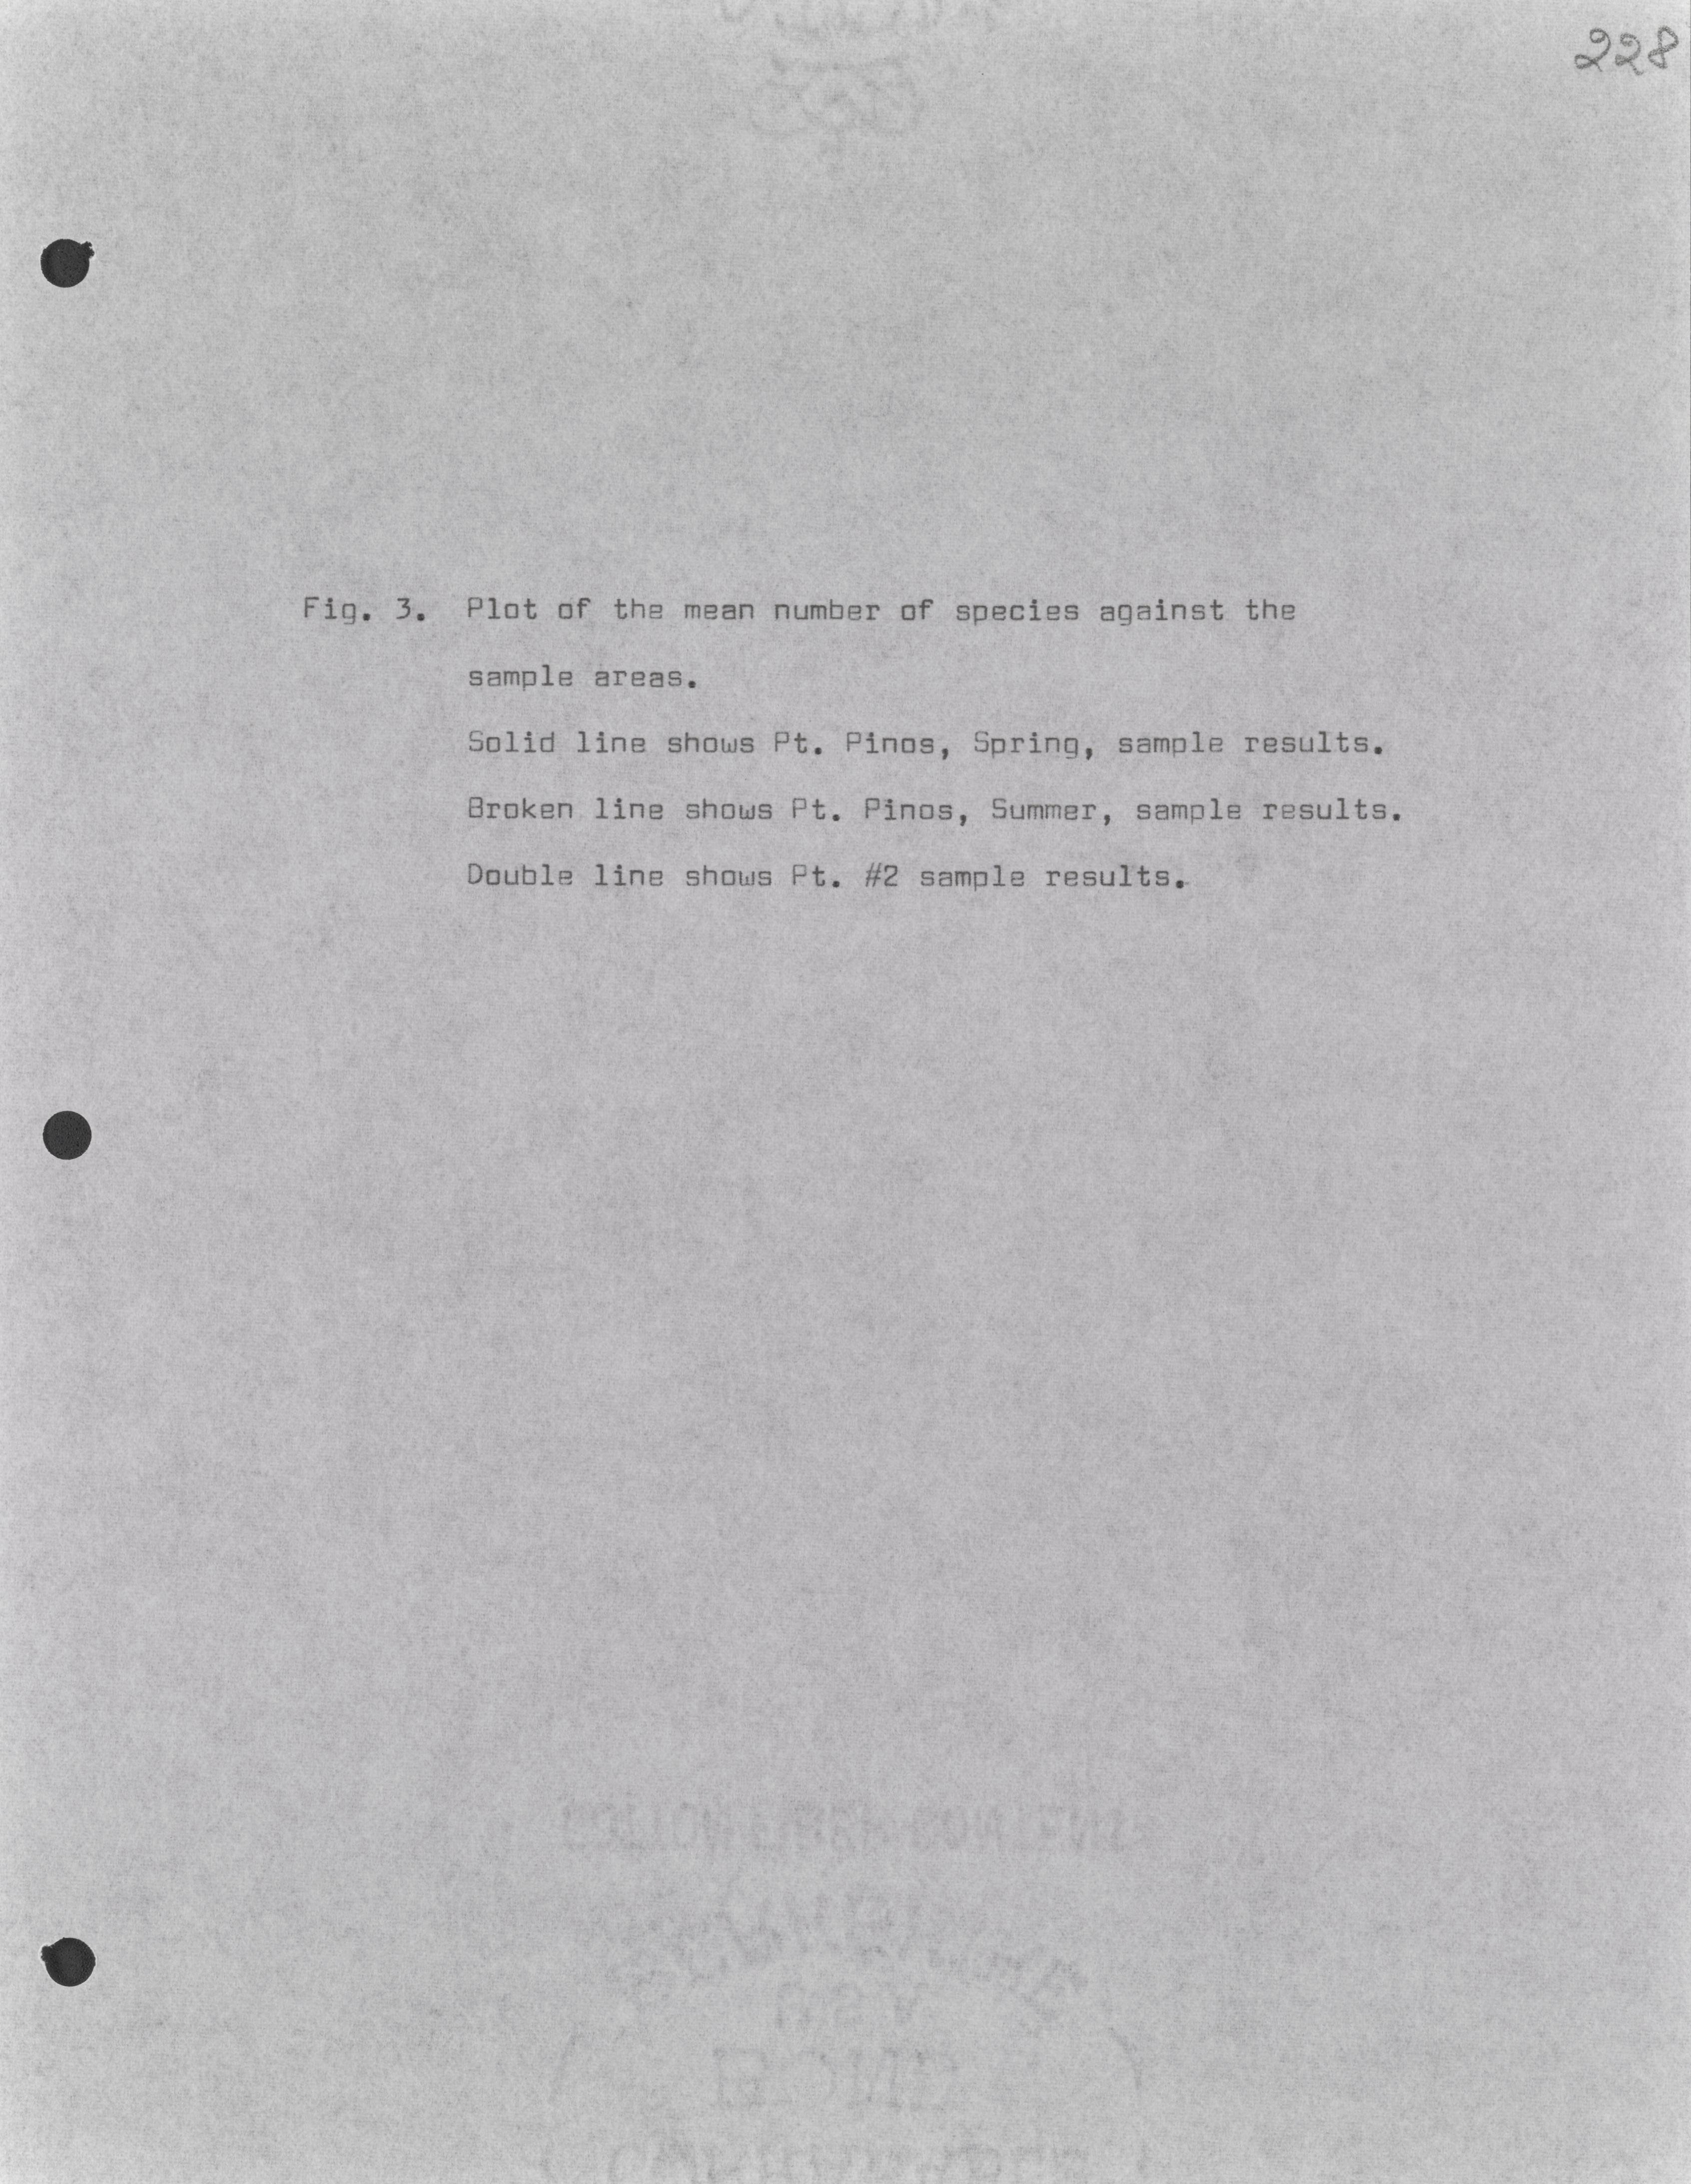 228
Fig. 3. Plot of the mean number of species against the
sample areas.
Solid line shows Pt. Pinos, Spring, sample results.
Broken line shows Pt. Pinos, Summer, sample results.
Double line shows Pt. #2 sample results.